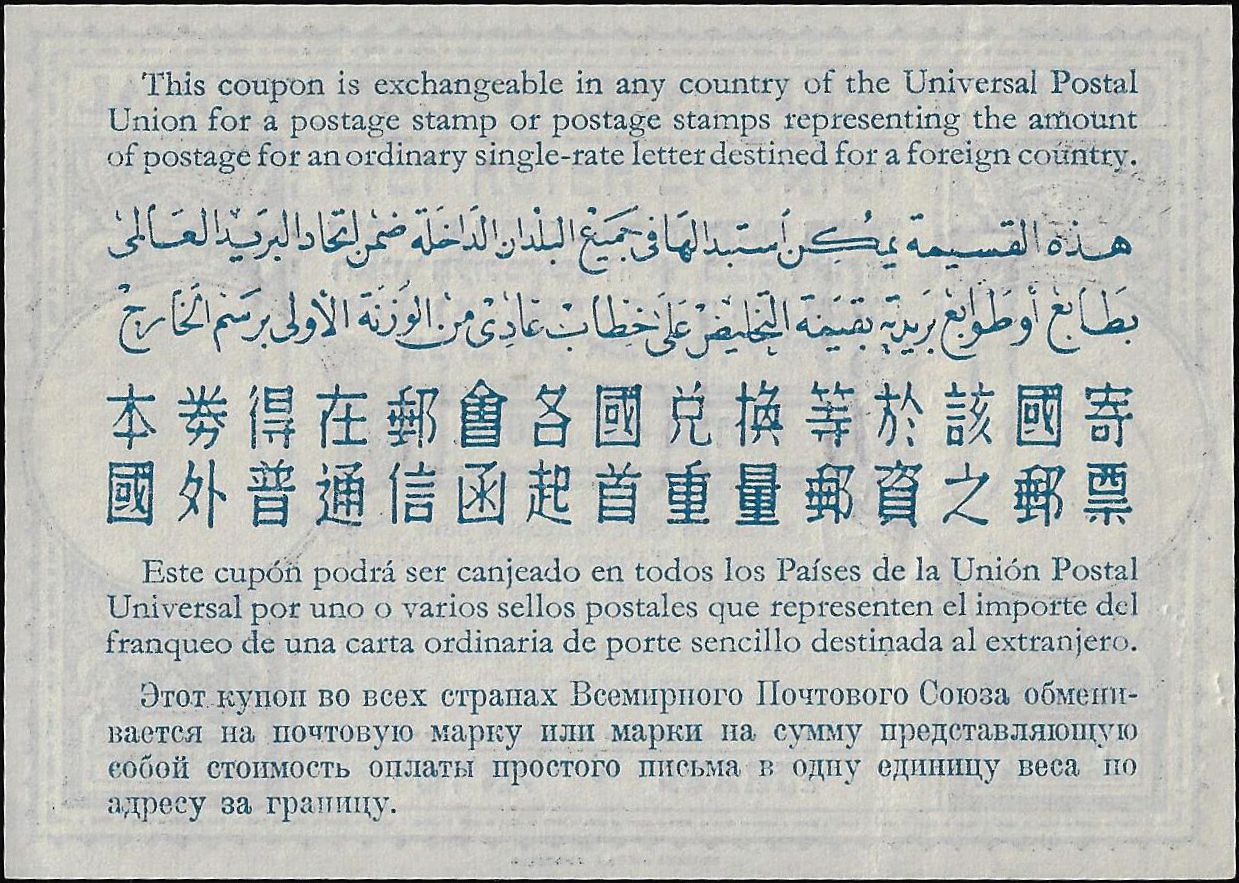 This coupon is exchangeable in any country of the Universal Postal
Union for a postage stamp or postage stamps representing the amount
of postage for an ordinary single-rate letter destined for a foreign country.
هذه القسيمة يمكن أستبدالها في جميع البلدان الداخلة ضمن اتحاد البريد العالمى
بطابع أو طوابع بريدية بقيمة التخليض على خطاب عادى من الوزنة الأولى برسم الخارج
本券得在郵會各國兌換等於該國寄
國外普通信函起首重量郵資之郵票
Este cupón podrá ser canjeado en todos los Países de la Unión Postal
Universal por uno o varios sellos postales que representen el importe del
franqueo de una carta ordinaria de porte sencillo destinada al extranjero.
Этот купон во всех странах Всемирного Почтового Союза обмени-
вается на почтовую марку или марки на сумму представляющую
собой стоимость оплаты простого письма в одну единицу веса по
адресу за границу.